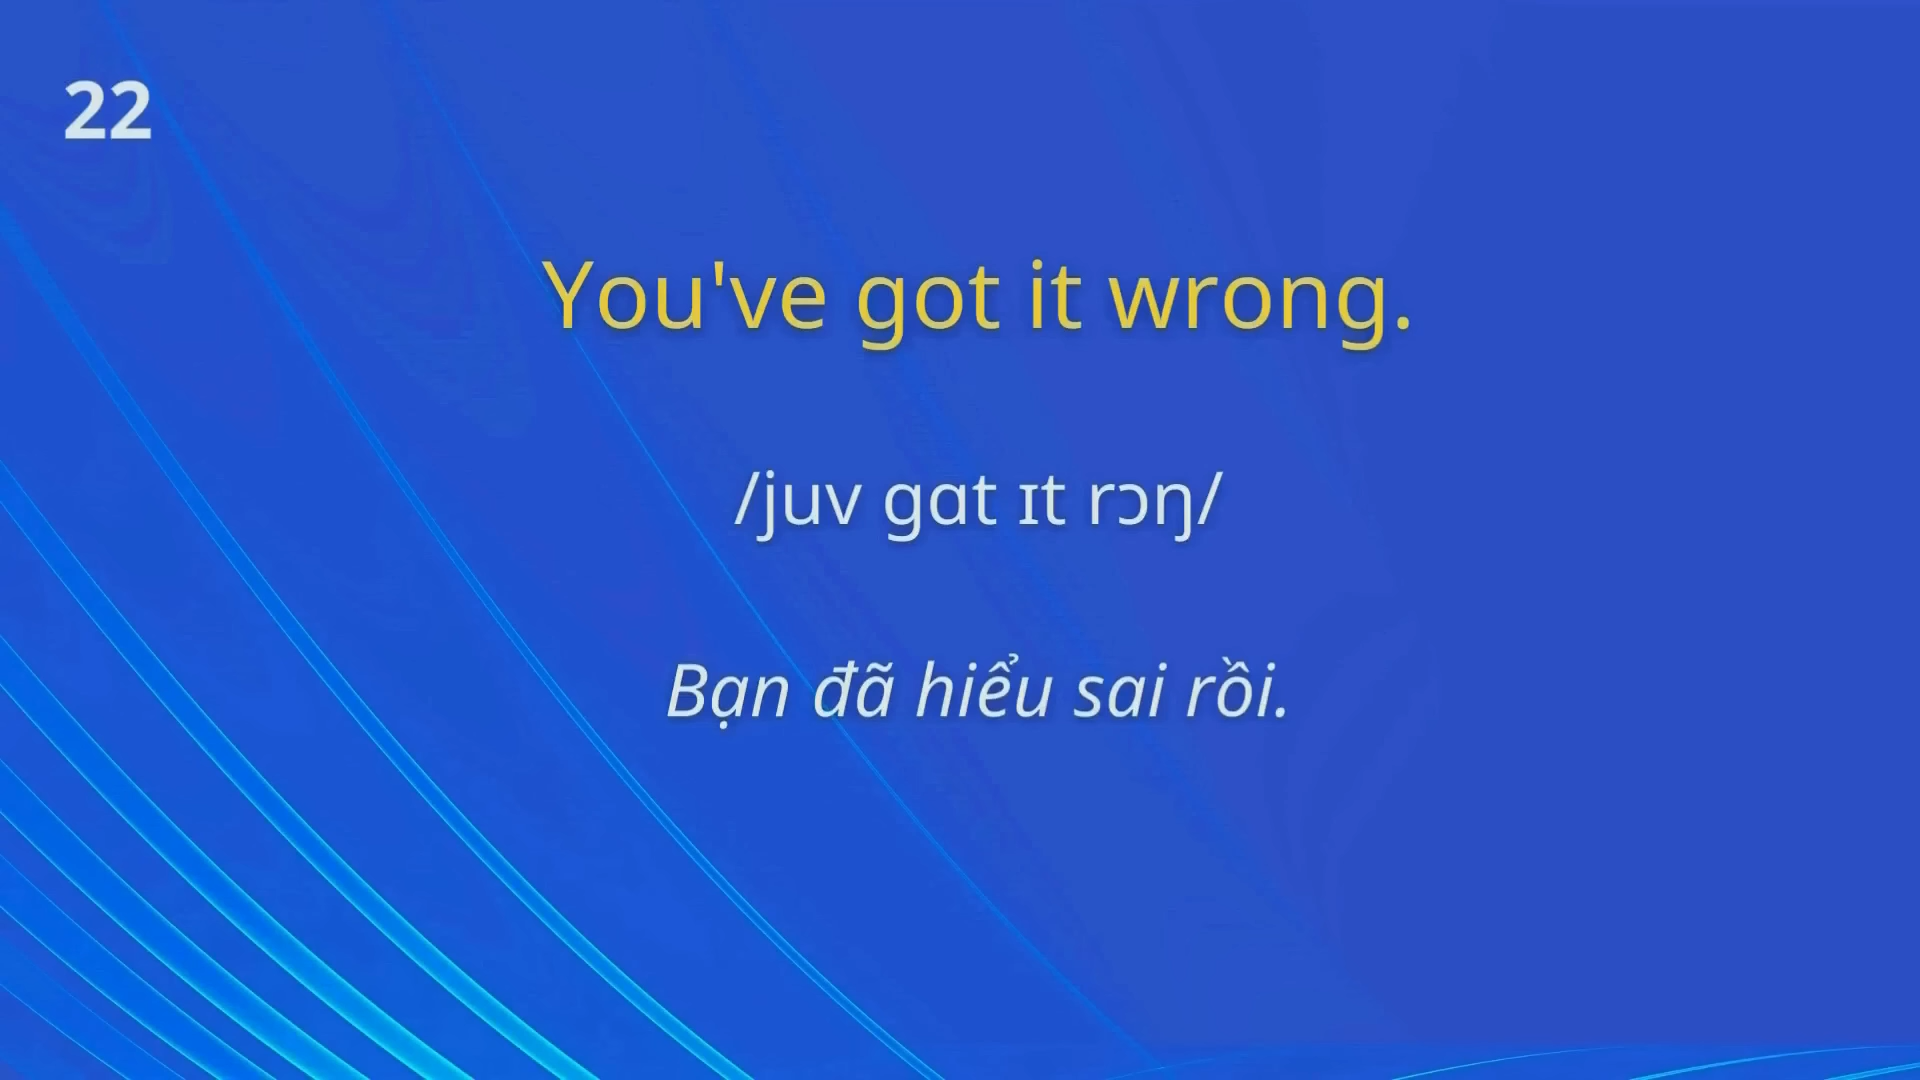 22
You've got it wrong.
/juv gɑt ɪt rɔŋ/
Bạn đã hiểu sai rồi.